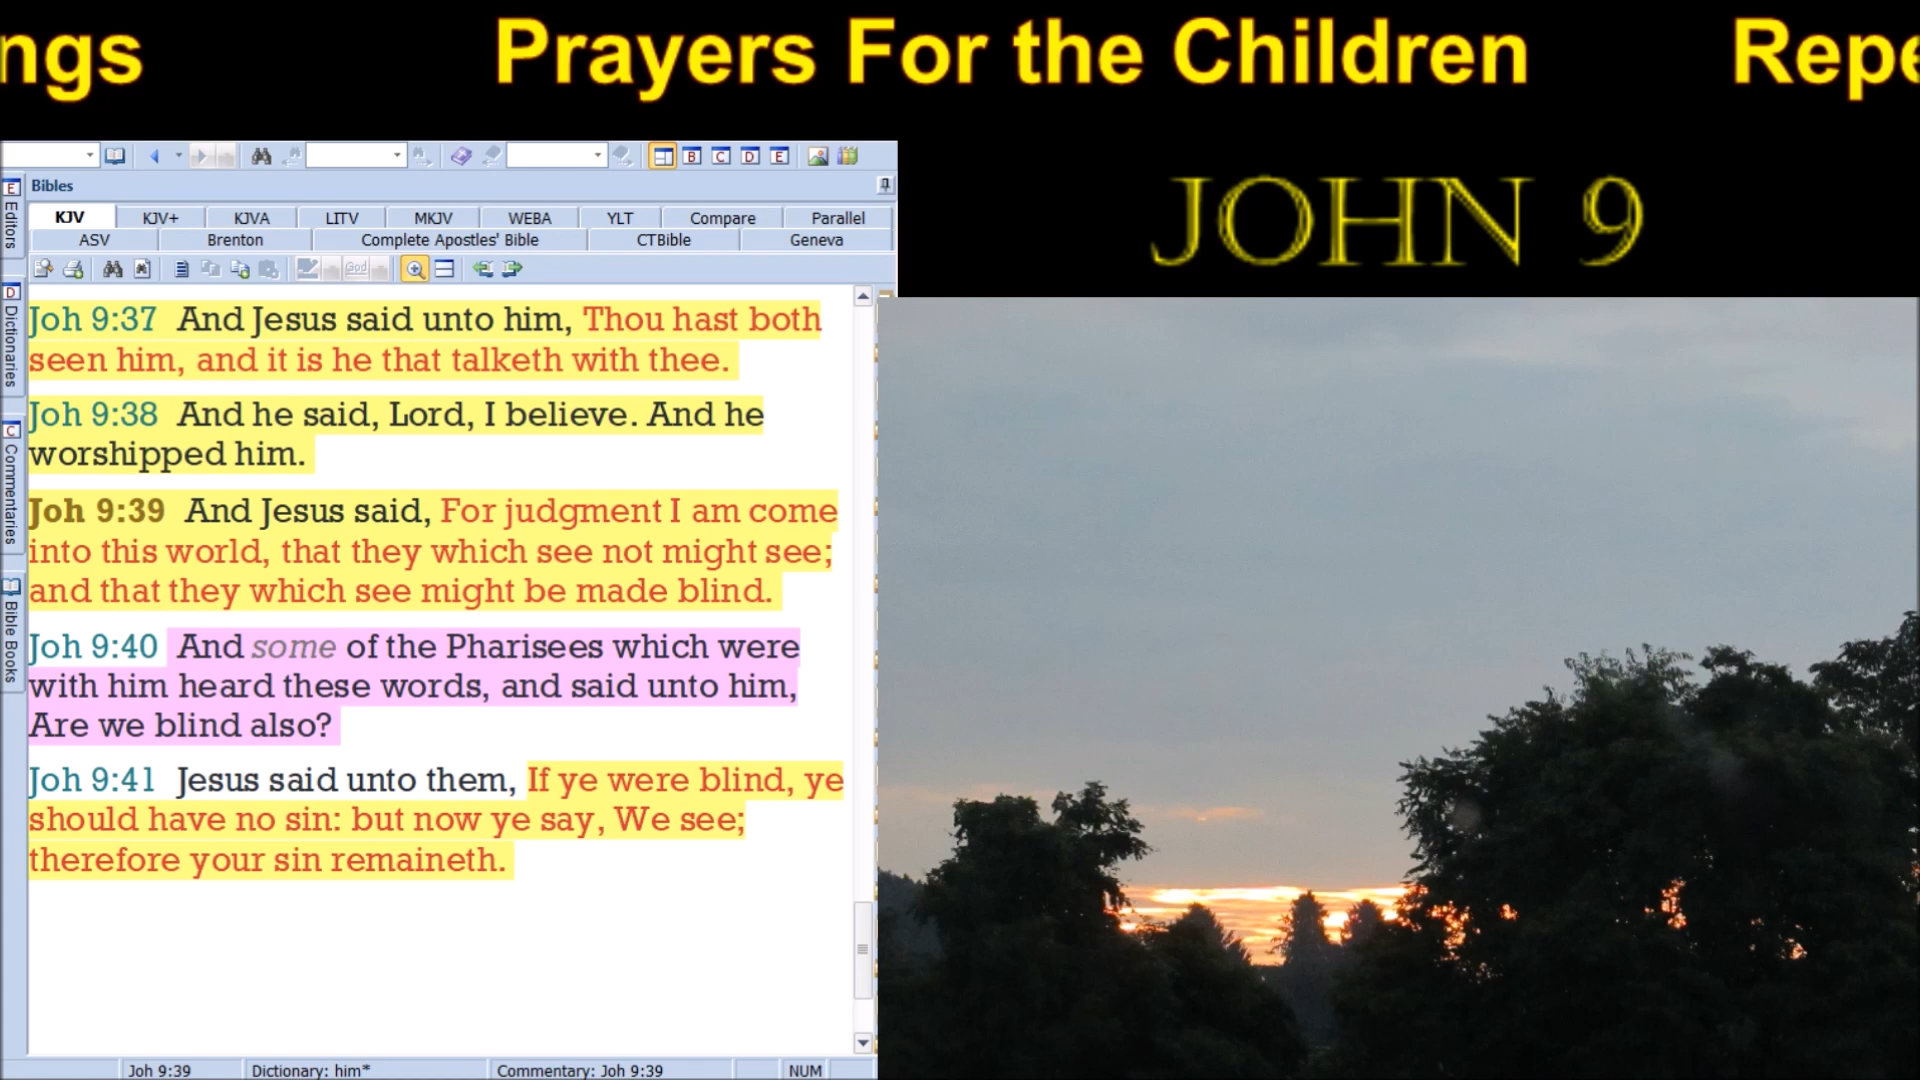 ngs Prayers For the Children Repe
JOHN 9
B C D E
Bibles
KJV KJV+ KJVA LITV MKJV WEBA YLT Compare Parallel
ASV Brenton Complete Apostles' Bible CTBible Geneva
God
E Editors
D Dictionaries
C Commentaries
Bible Books
Joh 9:37 And Jesus said unto him, Thou hast both
seen him, and it is he that talketh with thee.
Joh 9:38 And he said, Lord, I believe. And he
worshipped him.
Joh 9:39 And Jesus said, For judgment I am come
into this world, that they which see not might see;
and that they which see might be made blind.
Joh 9:40 And some of the Pharisees which were
with him heard these words, and said unto him,
Are we blind also?
Joh 9:41 Jesus said unto them, If ye were blind, ye
should have no sin: but now ye say, We see;
therefore your sin remaineth.
Joh 9:39 Dictionary: him* Commentary: Joh 9:39 NUM